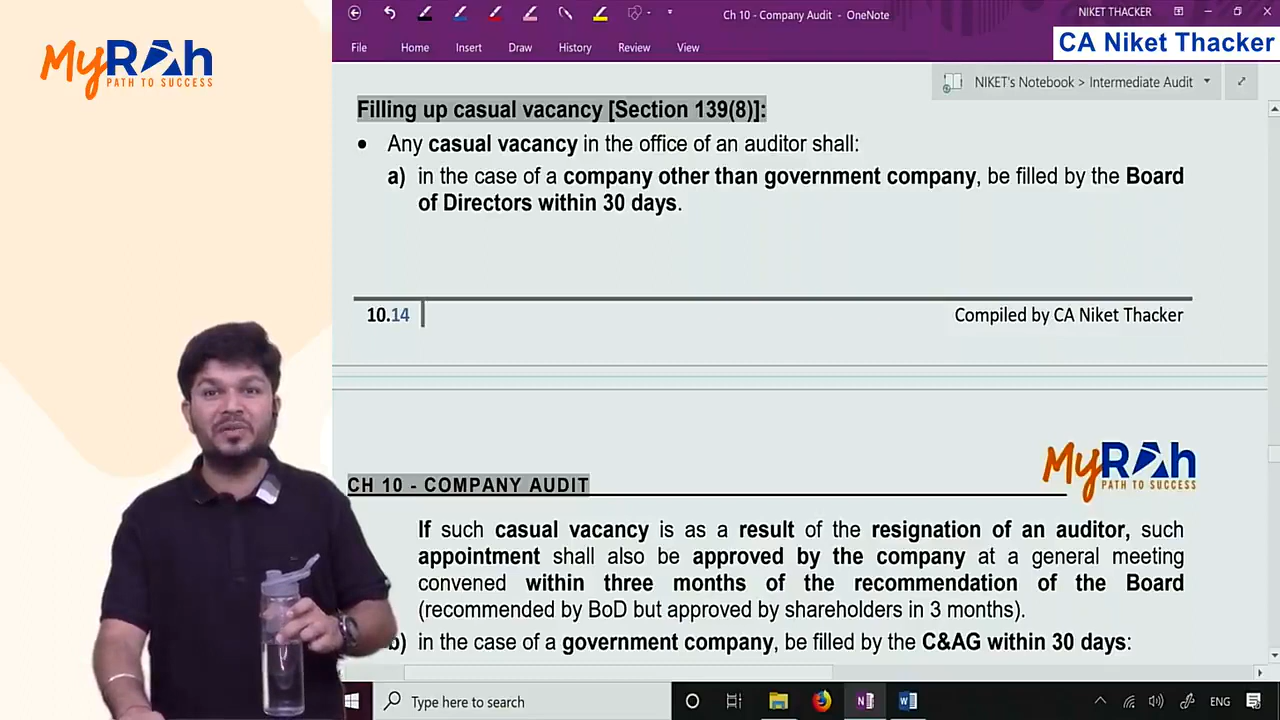 MyRAh
PATH TO SUCCESS
Ch 10 - Company Audit - OneNote
NIKET THACKER
File Home Insert Draw History Review View
CA Niket Thacker
NIKET's Notebook > Intermediate Audit
Filling up casual vacancy [Section 139(8)]:
• Any casual vacancy in the office of an auditor shall:
a) in the case of a company other than government company, be filled by the Board
of Directors within 30 days.
10.14
Compiled by CA Niket Thacker
MyRAh
PATH TO SUCCESS
CH 10 - COMPANY AUDIT
If such casual vacancy is as a result of the resignation of an auditor, such
appointment shall also be approved by the company at a general meeting
convened within three months of the recommendation of the Board
(recommended by BoD but approved by shareholders in 3 months).
b) in the case of a government company, be filled by the C&AG within 30 days:
Type here to search
ENG